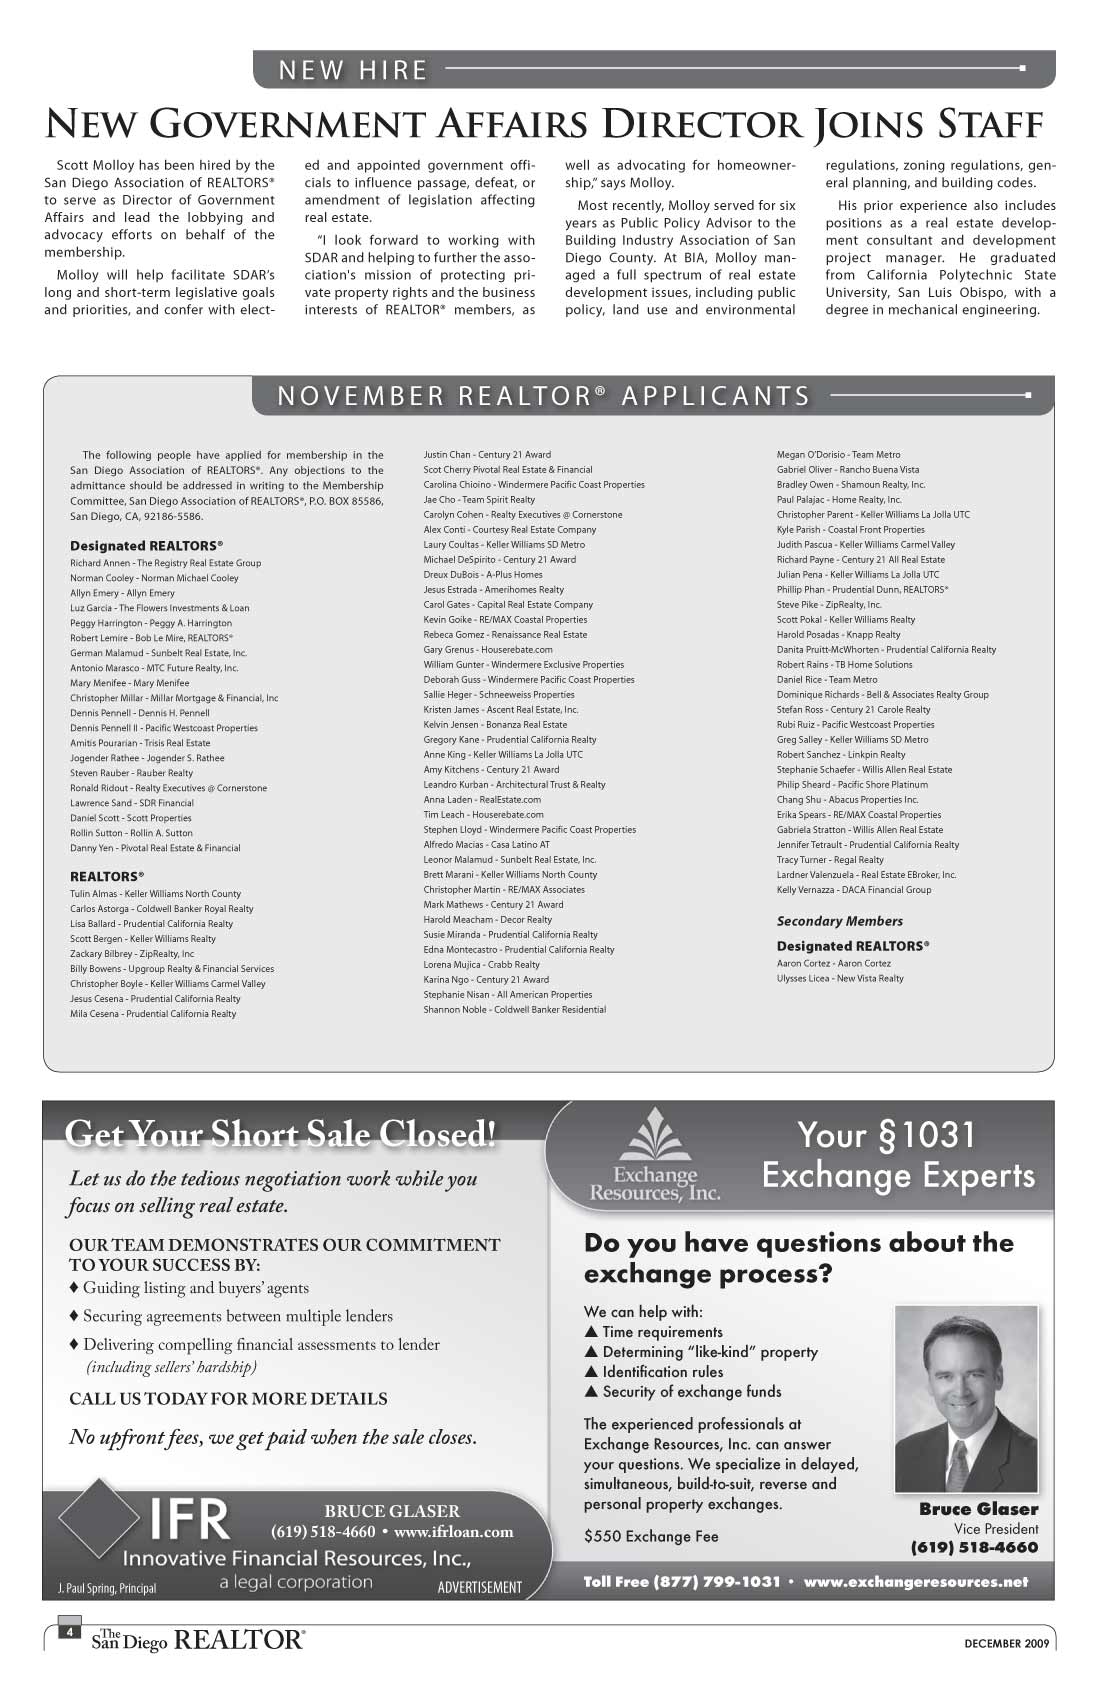 NEW HIRE
New Government Affairs Director Joins Staff
Scott Molloy has been hired by the
San Diego Association of REALTORS®
to serve as Director of Government
Affairs and lead the lobbying and
advocacy efforts on behalf of the
membership.
Molloy will help facilitate SDAR’s
long and short-term legislative goals
and priorities, and confer with elect-
ed and appointed government offi-
cials to influence passage, defeat, or
amendment of legislation affecting
real estate.
“I look forward to working with
SDAR and helping to further the asso-
ciation's mission of protecting pri-
vate property rights and the business
interests of REALTOR® members, as
well as advocating for homeowner-
ship,” says Molloy.
Most recently, Molloy served for six
years as Public Policy Advisor to the
Building Industry Association of San
Diego County. At BIA, Molloy man-
aged a full spectrum of real estate
development issues, including public
policy, land use and environmental
regulations, zoning regulations, gen-
eral planning, and building codes.
His prior experience also includes
positions as a real estate develop-
ment consultant and development
project manager. He graduated
from California Polytechnic State
University, San Luis Obispo, with a
degree in mechanical engineering.
NOVEMBER REALTOR® APPLICANTS
The following people have applied for membership in the
San Diego Association of REALTORS®. Any objections to the
admittance should be addressed in writing to the Membership
Committee, San Diego Association of REALTORS®, P.O. BOX 85586,
San Diego, CA, 92186-5586.
Designated REALTORS®
Richard Annen - The Registry Real Estate Group
Norman Cooley - Norman Michael Cooley
Allyn Emery - Allyn Emery
Luz Garcia - The Flowers Investments & Loan
Peggy Harrington - Peggy A. Harrington
Robert Lemire - Bob Le Mire, REALTORS®
German Malamud - Sunbelt Real Estate, Inc.
Antonio Marasco - MTC Future Realty, Inc.
Mary Menifee - Mary Menifee
Christopher Millar - Millar Mortgage & Financial, Inc
Dennis Pennell - Dennis H. Pennell
Dennis Pennell II - Pacific Westcoast Properties
Amitis Pourarian - Trisis Real Estate
Jogender Rathee - Jogender S. Rathee
Steven Rauber - Rauber Realty
Ronald Ridout - Realty Executives @ Cornerstone
Lawrence Sand - SDR Financial
Daniel Scott - Scott Properties
Rollin Sutton - Rollin A. Sutton
Danny Yen - Pivotal Real Estate & Financial
REALTORS®
Tulin Almas - Keller Williams North County
Carlos Astorga - Coldwell Banker Royal Realty
Lisa Ballard - Prudential California Realty
Scott Bergen - Keller Williams Realty
Zackary Bilbrey - ZipRealty, Inc
Billy Bowens - Upgroup Realty & Financial Services
Christopher Boyle - Keller Williams Carmel Valley
Jesus Cesena - Prudential California Realty
Mila Cesena - Prudential California Realty
Justin Chan - Century 21 Award
Scot Cherry Pivotal Real Estate & Financial
Carolina Chioino - Windermere Pacific Coast Properties
Jae Cho - Team Spirit Realty
Carolyn Cohen - Realty Executives @ Cornerstone
Alex Conti - Courtesy Real Estate Company
Laury Coultas - Keller Williams SD Metro
Michael DeSpirito - Century 21 Award
Dreux DuBois - A-Plus Homes
Jesus Estrada - Amerihomes Realty
Carol Gates - Capital Real Estate Company
Kevin Goike - RE/MAX Coastal Properties
Rebeca Gomez - Renaissance Real Estate
Gary Grenus - Houserebate.com
William Gunter - Windermere Exclusive Properties
Deborah Guss - Windermere Pacific Coast Properties
Sallie Heger - Schneeweiss Properties
Kristen James - Ascent Real Estate, Inc.
Kelvin Jensen - Bonanza Real Estate
Gregory Kane - Prudential California Realty
Anne King - Keller Williams La Jolla UTC
Amy Kitchens - Century 21 Award
Leandro Kurban - Architectural Trust & Realty
Anna Laden - RealEstate.com
Tim Leach - Houserebate.com
Stephen Lloyd - Windermere Pacific Coast Properties
Alfredo Macias - Casa Latino AT
Leonor Malamud - Sunbelt Real Estate, Inc.
Brett Marani - Keller Williams North County
Christopher Martin - RE/MAX Associates
Mark Mathews - Century 21 Award
Harold Meacham - Decor Realty
Susie Miranda - Prudential California Realty
Edna Montecastro - Prudential California Realty
Lorena Mujica - Crabb Realty
Karina Ngo - Century 21 Award
Stephanie Nisan - All American Properties
Shannon Noble - Coldwell Banker Residential
Megan O’Dorisio - Team Metro
Gabriel Oliver - Rancho Buena Vista
Bradley Owen - Shamoun Realty, Inc.
Paul Palajac - Home Realty, Inc.
Christopher Parent - Keller Williams La Jolla UTC
Kyle Parish - Coastal Front Properties
Judith Pascua - Keller Williams Carmel Valley
Richard Payne - Century 21 All Real Estate
Julian Pena - Keller Williams La Jolla UTC
Phillip Phan - Prudential Dunn, REALTORS®
Steve Pike - ZipRealty, Inc.
Scott Pokal - Keller Williams Realty
Harold Posadas - Knapp Realty
Danita Pruitt-McWhorten - Prudential California Realty
Robert Rains - TB Home Solutions
Daniel Rice - Team Metro
Dominique Richards - Bell & Associates Realty Group
Stefan Ross - Century 21 Carole Realty
Rubi Ruiz - Pacific Westcoast Properties
Greg Salley - Keller Williams SD Metro
Robert Sanchez - Linkpin Realty
Stephanie Schaefer - Willis Allen Real Estate
Philip Sheard - Pacific Shore Platinum
Chang Shu - Abacus Properties Inc.
Erika Spears - RE/MAX Coastal Properties
Gabriela Stratton - Willis Allen Real Estate
Jennifer Tetrault - Prudential California Realty
Tracy Turner - Regal Realty
Lardner Valenzuela - Real Estate EBroker, Inc.
Kelly Vernazza - DACA Financial Group
Secondary Members
Designated REALTORS®
Aaron Cortez - Aaron Cortez
Ulysses Licea - New Vista Realty
Get Your Short Sale Closed!
Let us do the tedious negotiation work while you
focus on selling real estate.
OUR TEAM DEMONSTRATES OUR COMMITMENT
TO YOUR SUCCESS BY:
♦ Guiding listing and buyers’ agents
♦ Securing agreements between multiple lenders
♦ Delivering compelling financial assessments to lender
(including sellers’ hardship)
CALL US TODAY FOR MORE DETAILS
No upfront fees, we get paid when the sale closes.
IFR
BRUCE GLASER
(619) 518-4660 • www.ifrloan.com
Innovative Financial Resources, Inc.,
a legal corporation
J. Paul Spring, Principal
ADVERTISEMENT
Exchange
Resources, Inc.
Your §1031
Exchange Experts
Do you have questions about the
exchange process?
We can help with:
▲ Time requirements
▲ Determining “like-kind” property
▲ Identification rules
▲ Security of exchange funds
The experienced professionals at
Exchange Resources, Inc. can answer
your questions. We specialize in delayed,
simultaneous, build-to-suit, reverse and
personal property exchanges.
$550 Exchange Fee
Bruce Glaser
Vice President
(619) 518-4660
Toll Free (877) 799-1031 • www.exchangeresources.net
4
The San Diego REALTOR®
DECEMBER 2009